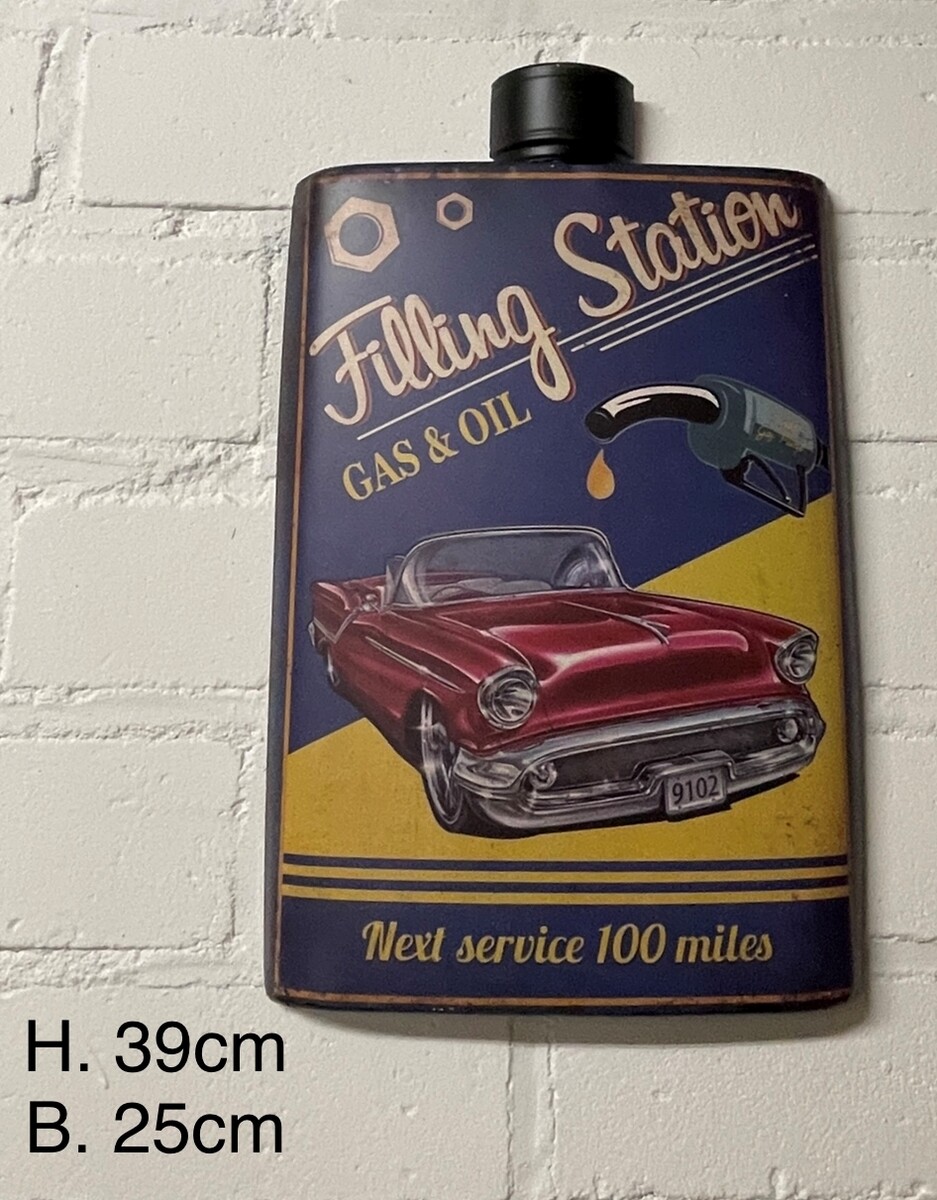 Filling Station
GAS & OIL
9102
Next service 100 miles
H. 39cm
B. 25cm